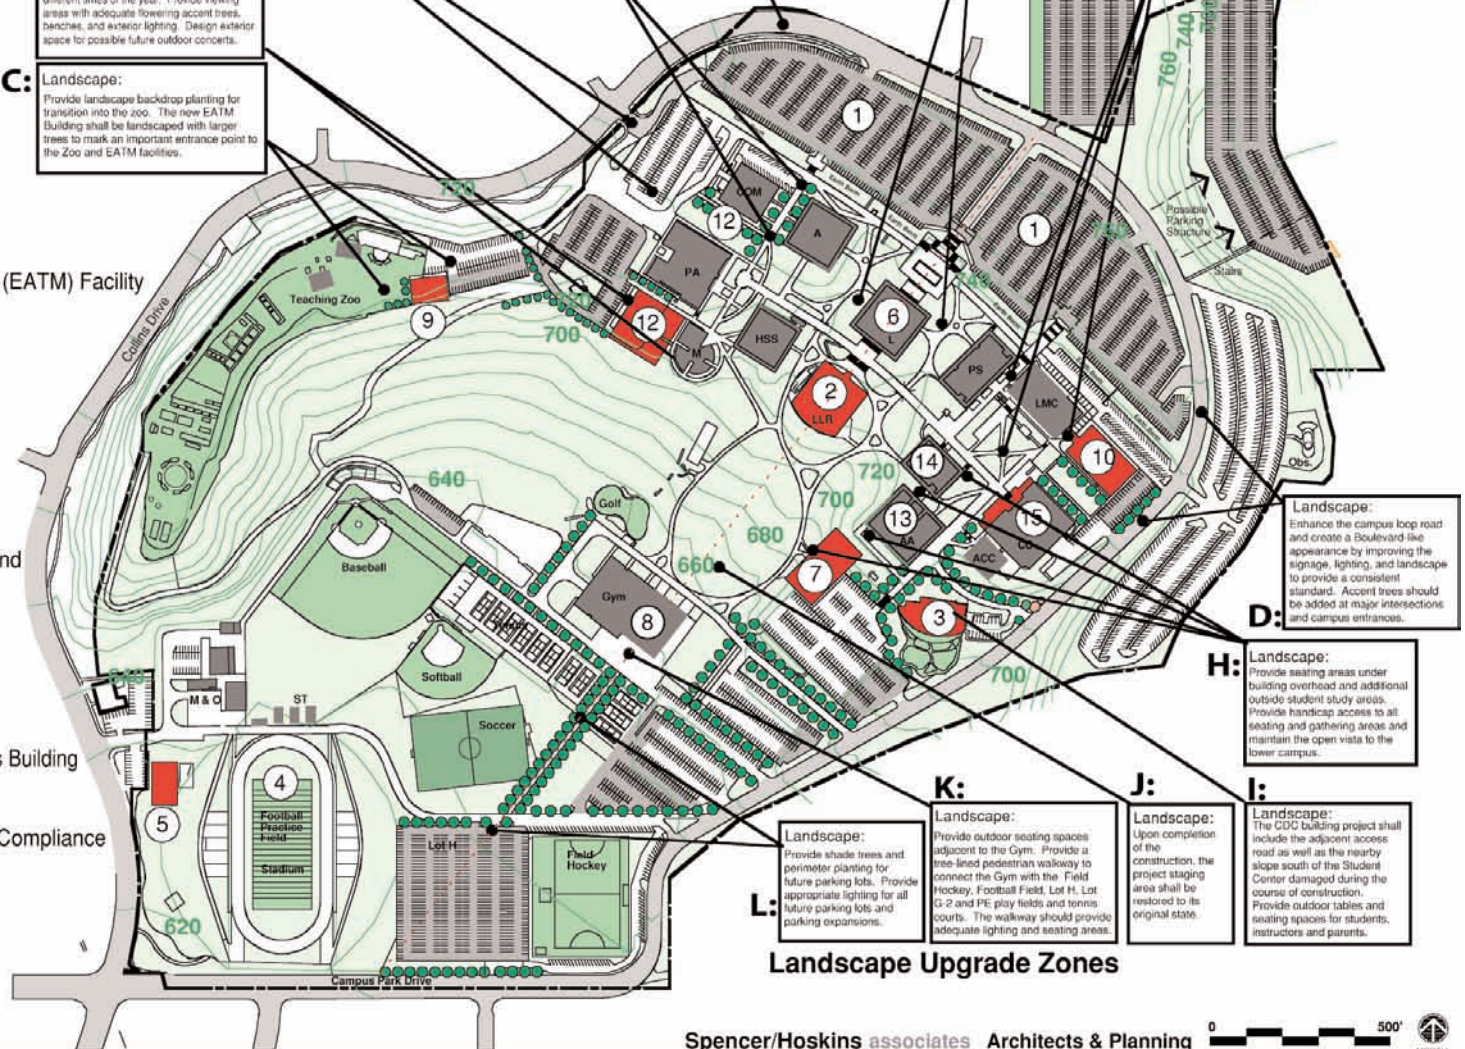 areas with adequate flowering accent trees,
benches, and exterior lighting. Design exterior
space for possible future outdoor concerts.
C:
Landscape:
Provide landscape backdrop planting for
transition into the zoo. The new EATM
Building shall be landscaped with larger
trees to mark an important entrance point to
the Zoo and EATM facilities.
(EATM) Facility
nd
s Building
Compliance
Collins Drive
Teaching Zoo
9
720
700
12
COM
A
PA
12
M
HSS
1
1
Earth Berm
Earth Berm
6
L
2
LLR
PS
LMC
10
14
13
AA
15
ACC
7
3
740
760
740
Possible
Parking
Structure
Stairs
Obs.
720
700
680
660
640
700
Golf
Baseball
Gym
8
Softball
Soccer
M & O
ST
4
Football
Practice
Field
Stadium
5
620
Lot H
Field
Hockey
Campus Park Drive
D:
Landscape:
Enhance the campus loop road
and create a Boulevard-like
appearance by improving the
signage, lighting, and landscape
to provide a consistent
standard. Accent trees should
be added at major intersections
and campus entrances.
H:
Landscape:
Provide seating areas under
building overhead and additional
outside student study areas.
Provide handicap access to all
seating and gathering areas and
maintain the open vista to the
lower campus.
I:
Landscape:
The CDC building project shall
include the adjacent access
road as well as the nearby
slope south of the Student
Center damaged during the
course of construction.
Provide outdoor tables and
seating spaces for students,
instructors and parents.
J:
Landscape:
Upon completion
of the
construction, the
project staging
area shall be
restored to its
original state.
K:
Landscape:
Provide outdoor seating spaces
adjacent to the Gym. Provide a
tree-lined pedestrian walkway to
connect the Gym with the Field
Hockey, Football Field, Lot H, Lot
G-2 and PE play fields and tennis
courts. The walkway should provide
adequate lighting and seating areas.
L:
Landscape:
Provide shade trees and
perimeter planting for
future parking lots. Provide
appropriate lighting for all
future parking lots and
parking expansions.
Landscape Upgrade Zones
Spencer/Hoskins associates Architects & Planning
0 500'